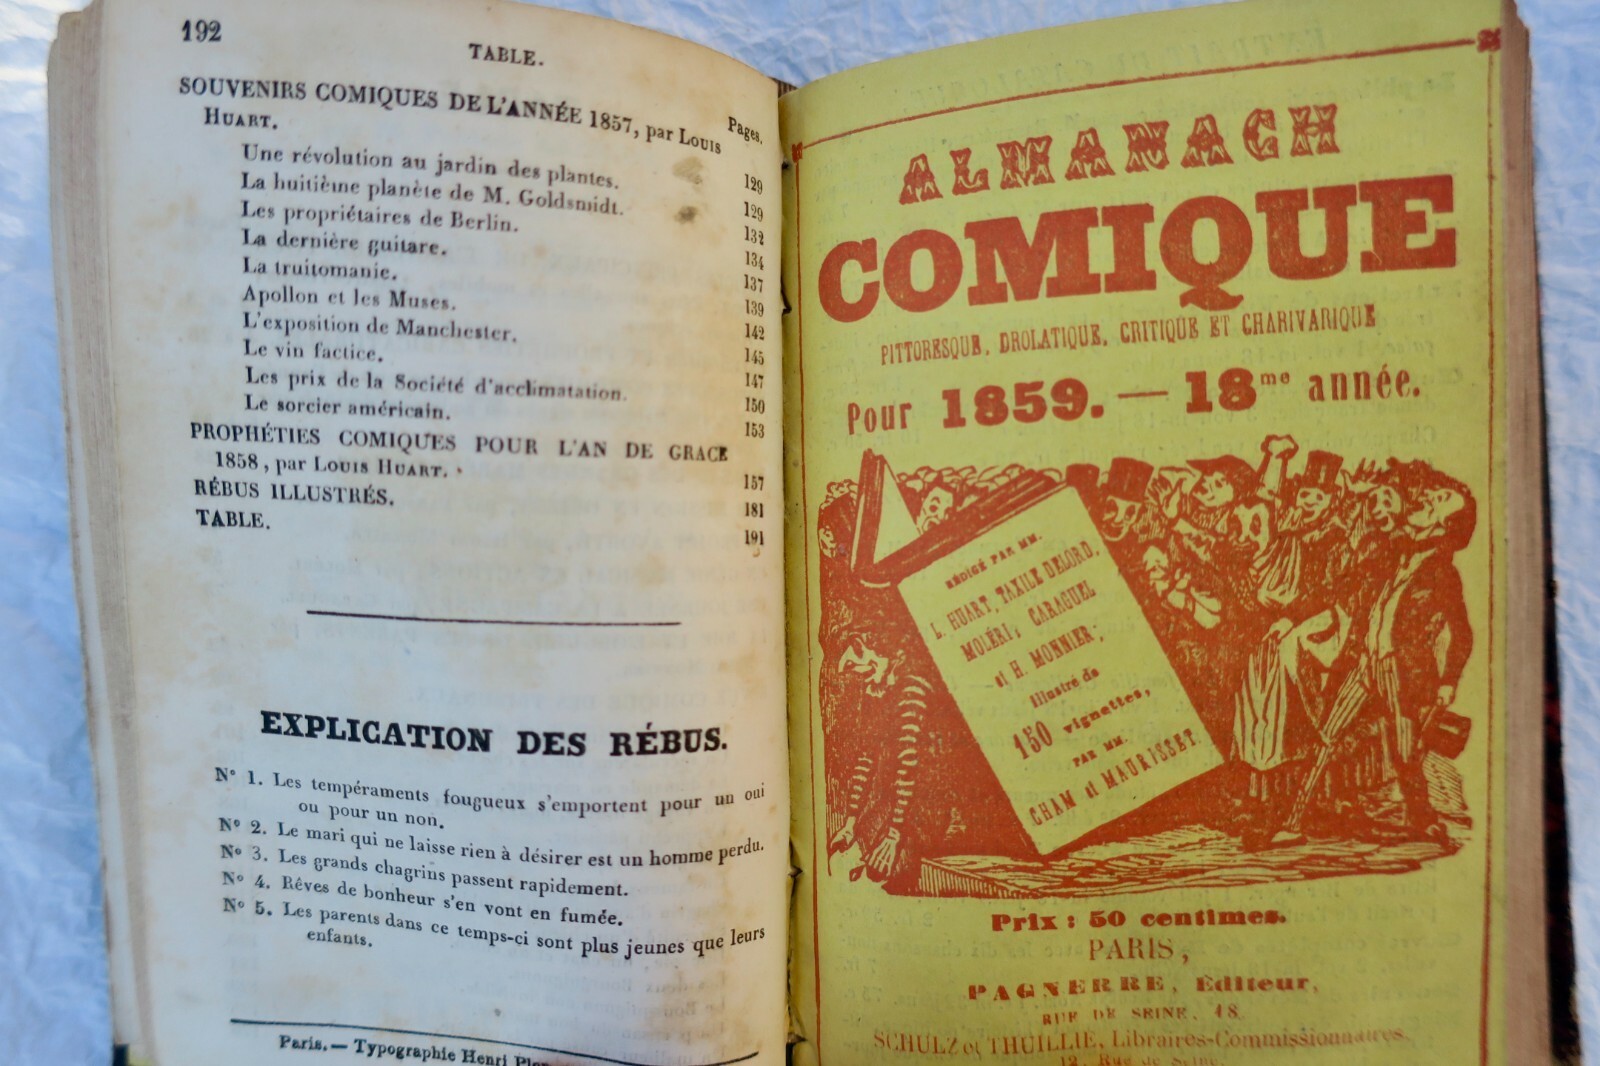 192
TABLE.
Pages.
SOUVENIRS COMIQUES DE L'ANNÉE 1857, par LOUIS
HUART.
Une révolution au jardin des plantes. 129
La huitième planète de M. Goldsmidt. 129
Les propriétaires de Berlin. 132
La dernière guitare. 134
La truitomanie. 137
Apollon et les Muses. 139
L'exposition de Manchester. 142
Le vin factice. 145
Les prix de la Société d'acclimatation. 147
Le sorcier américain. 150
153
PROPHÉTIES COMIQUES POUR L'AN DE GRACE
1858, par LOUIS HUART. 157
RÉBUS ILLUSTRÉS. 181
TABLE. 191
EXPLICATION DES RÉBUS.
N° 1. Les tempéraments fougueux s'emportent pour un oui
ou pour un non.
N° 2. Le mari qui ne laisse rien à désirer est un homme perdu.
N° 3. Les grands chagrins passent rapidement.
N° 4. Rêves de bonheur s'en vont en fumée.
N° 5. Les parents dans ce temps-ci sont plus jeunes que leurs
enfants.
Paris. — Typographie Henri
ALMANACH
COMIQUE
PITTORESQUE, DROLATIQUE, CRITIQUE ET CHARIVARIQUE
Pour 1859. — 18me année.
RÉDIGÉ PAR MM.
L. HUART, TAXILE DELORD,
MOLÉRI, CARAGUEL
et H. MONNIER,
illustré de
150 vignettes,
PAR MM.
CHAM et MAURISSET.
Prix : 50 centimes.
PARIS,
PAGNERRE, Éditeur,
RUE DE SEINE, 18.
SCHULZ et THUILLIÉ, Libraires-Commissionnaires.
12, Rue de Seine.